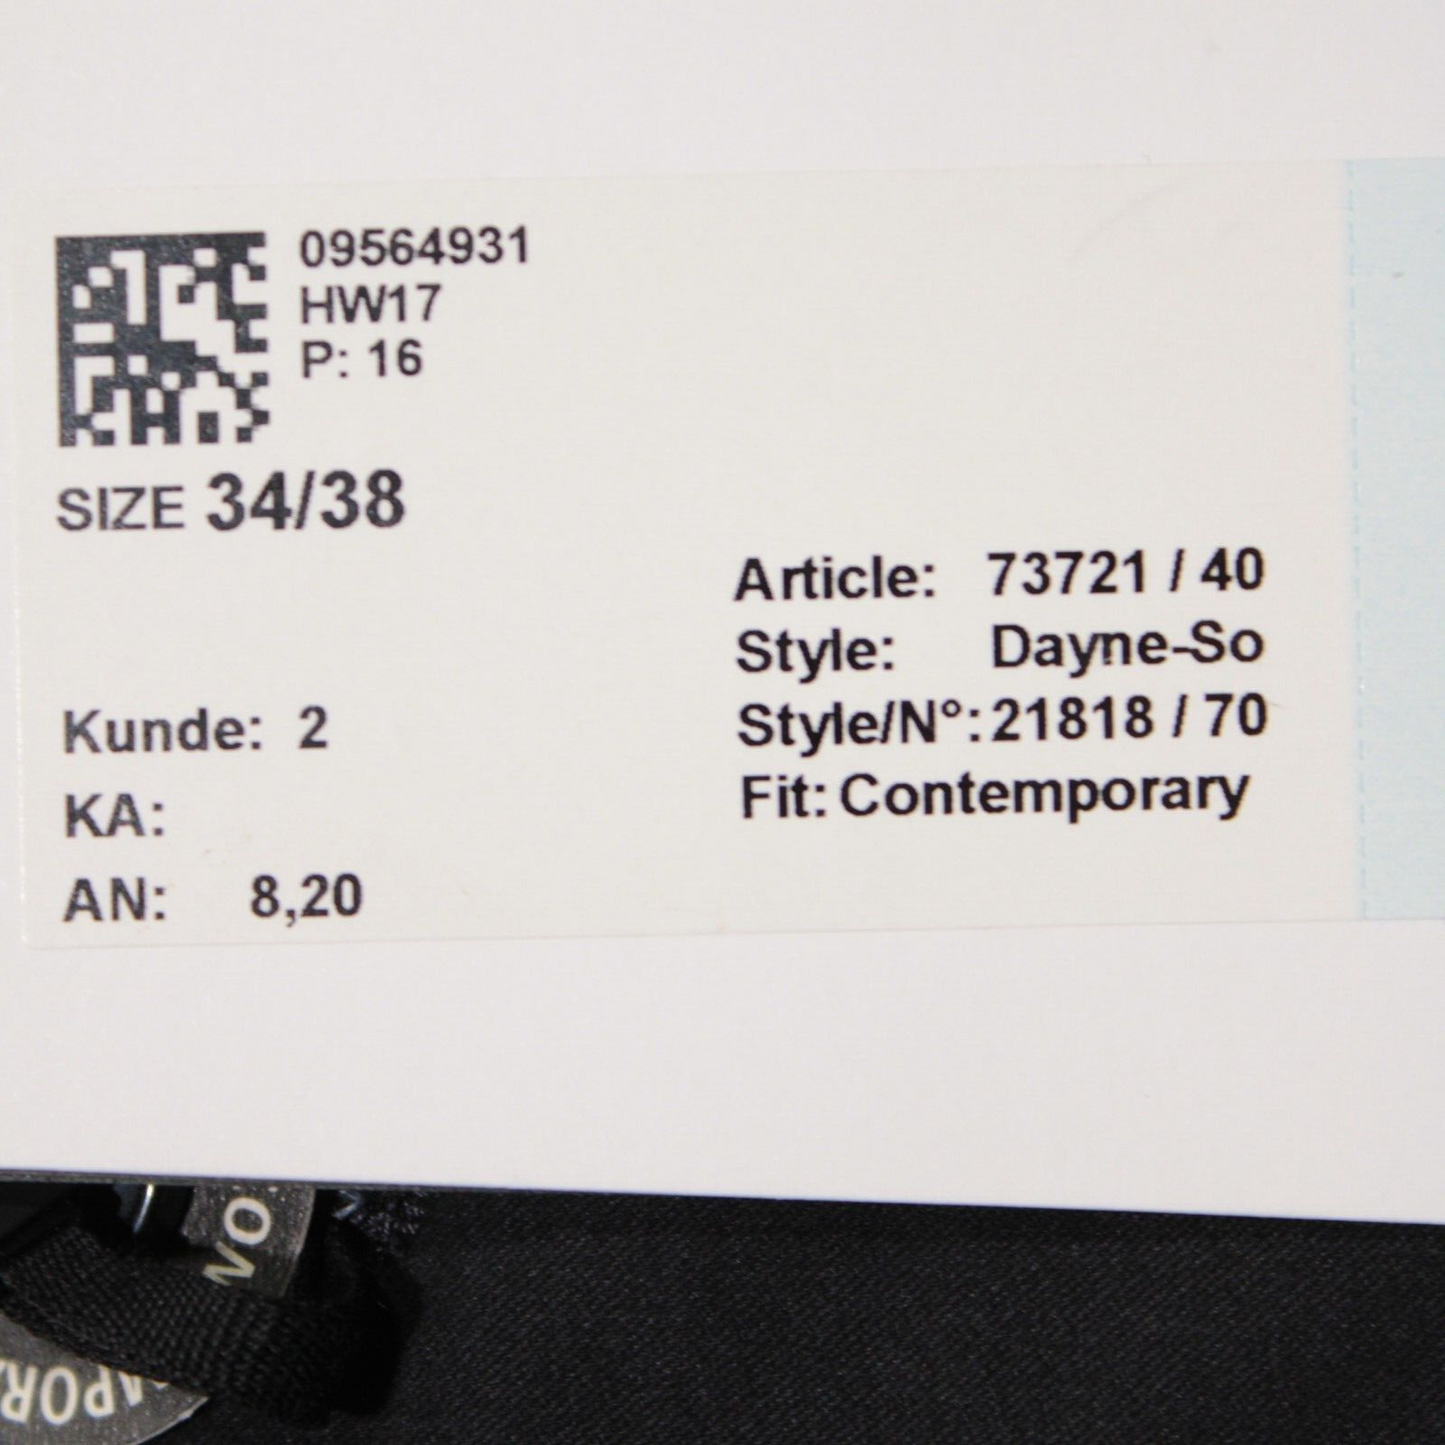 09564931
HW17
P: 16
SIZE 34/38
Article: 73721 / 40
Style: Dayne-So
Style/N°: 21818 / 70
Fit: Contemporary
Kunde: 2
KA:
AN: 8,20